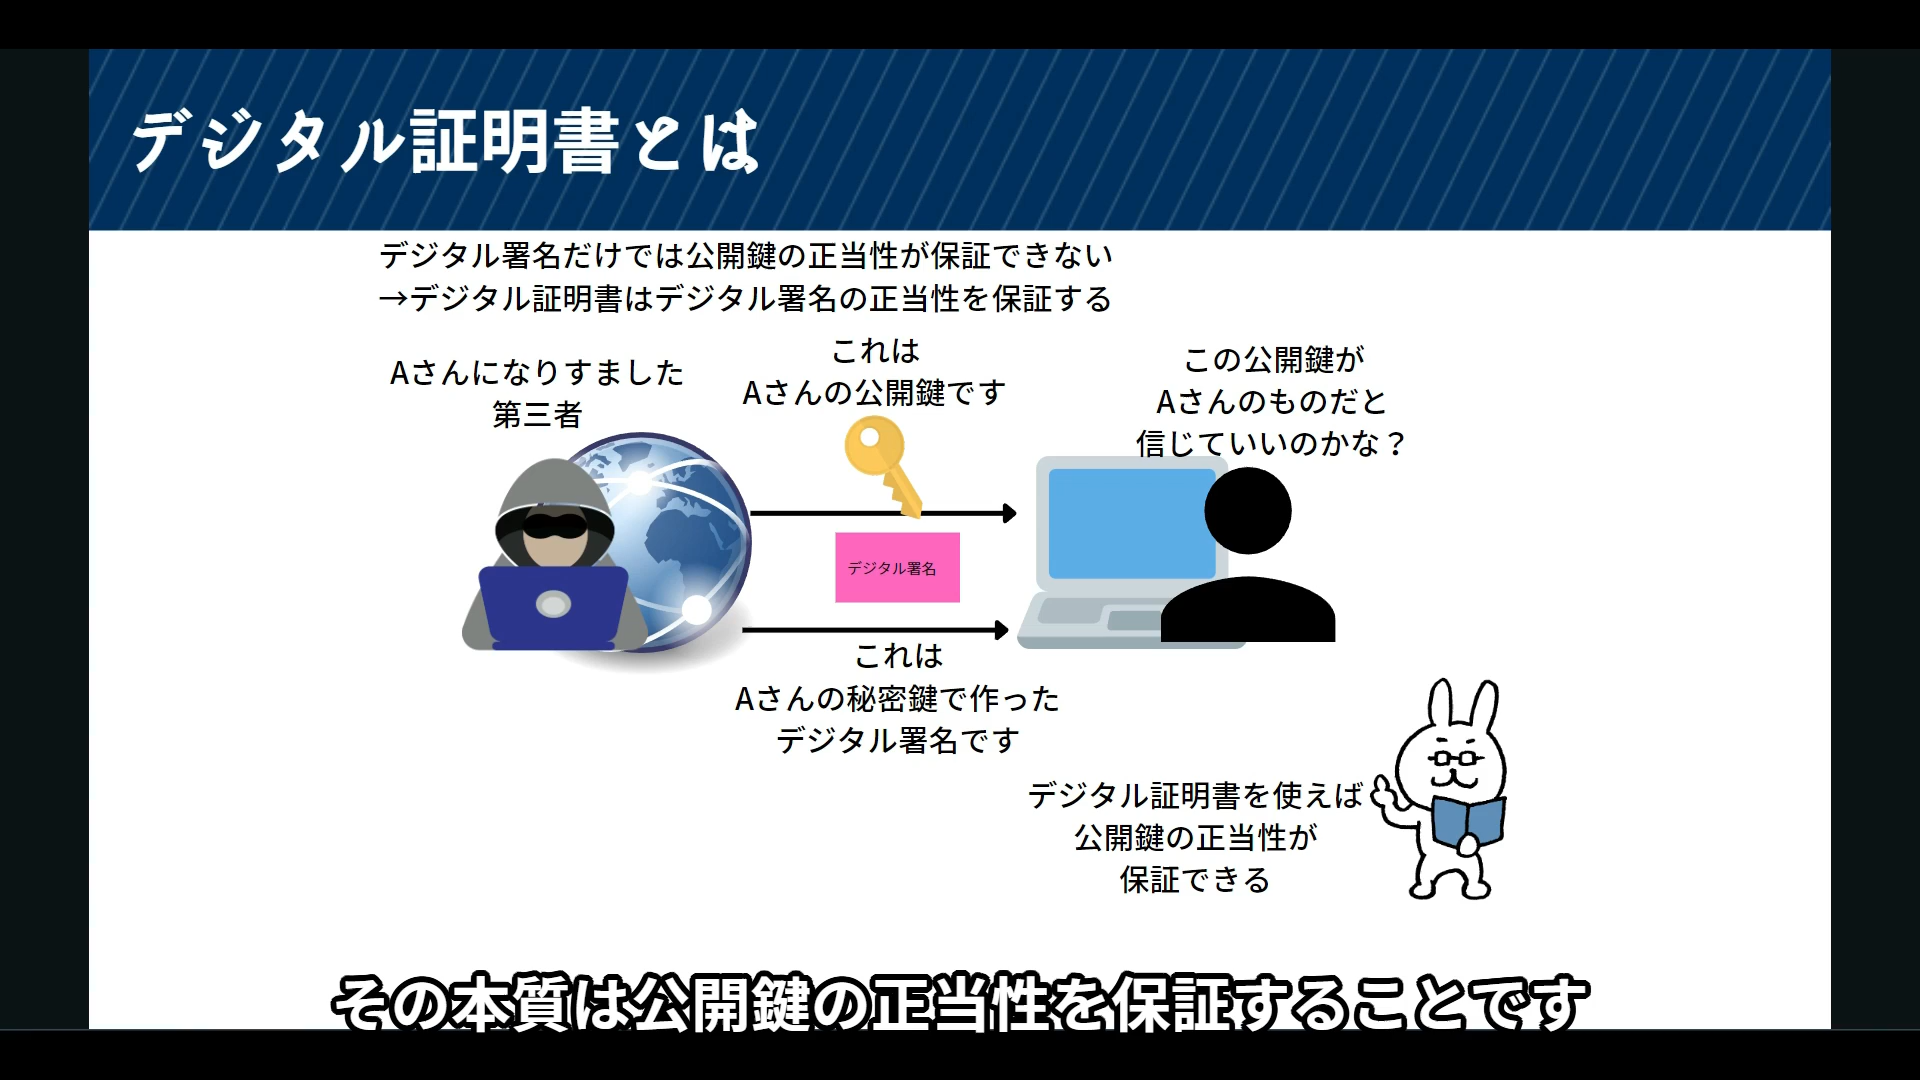 デジタル証明書とは
デジタル署名だけでは公開鍵の正当性が保証できない
→デジタル証明書はデジタル署名の正当性を保証する
Aさんになりすました
第三者
これは
Aさんの公開鍵です
この公開鍵が
Aさんのものだと
信じていいのかな？
デジタル署名
これは
Aさんの秘密鍵で作った
デジタル署名です
デジタル証明書を使えば
公開鍵の正当性が
保証できる
その本質は公開鍵の正当性を保証することです